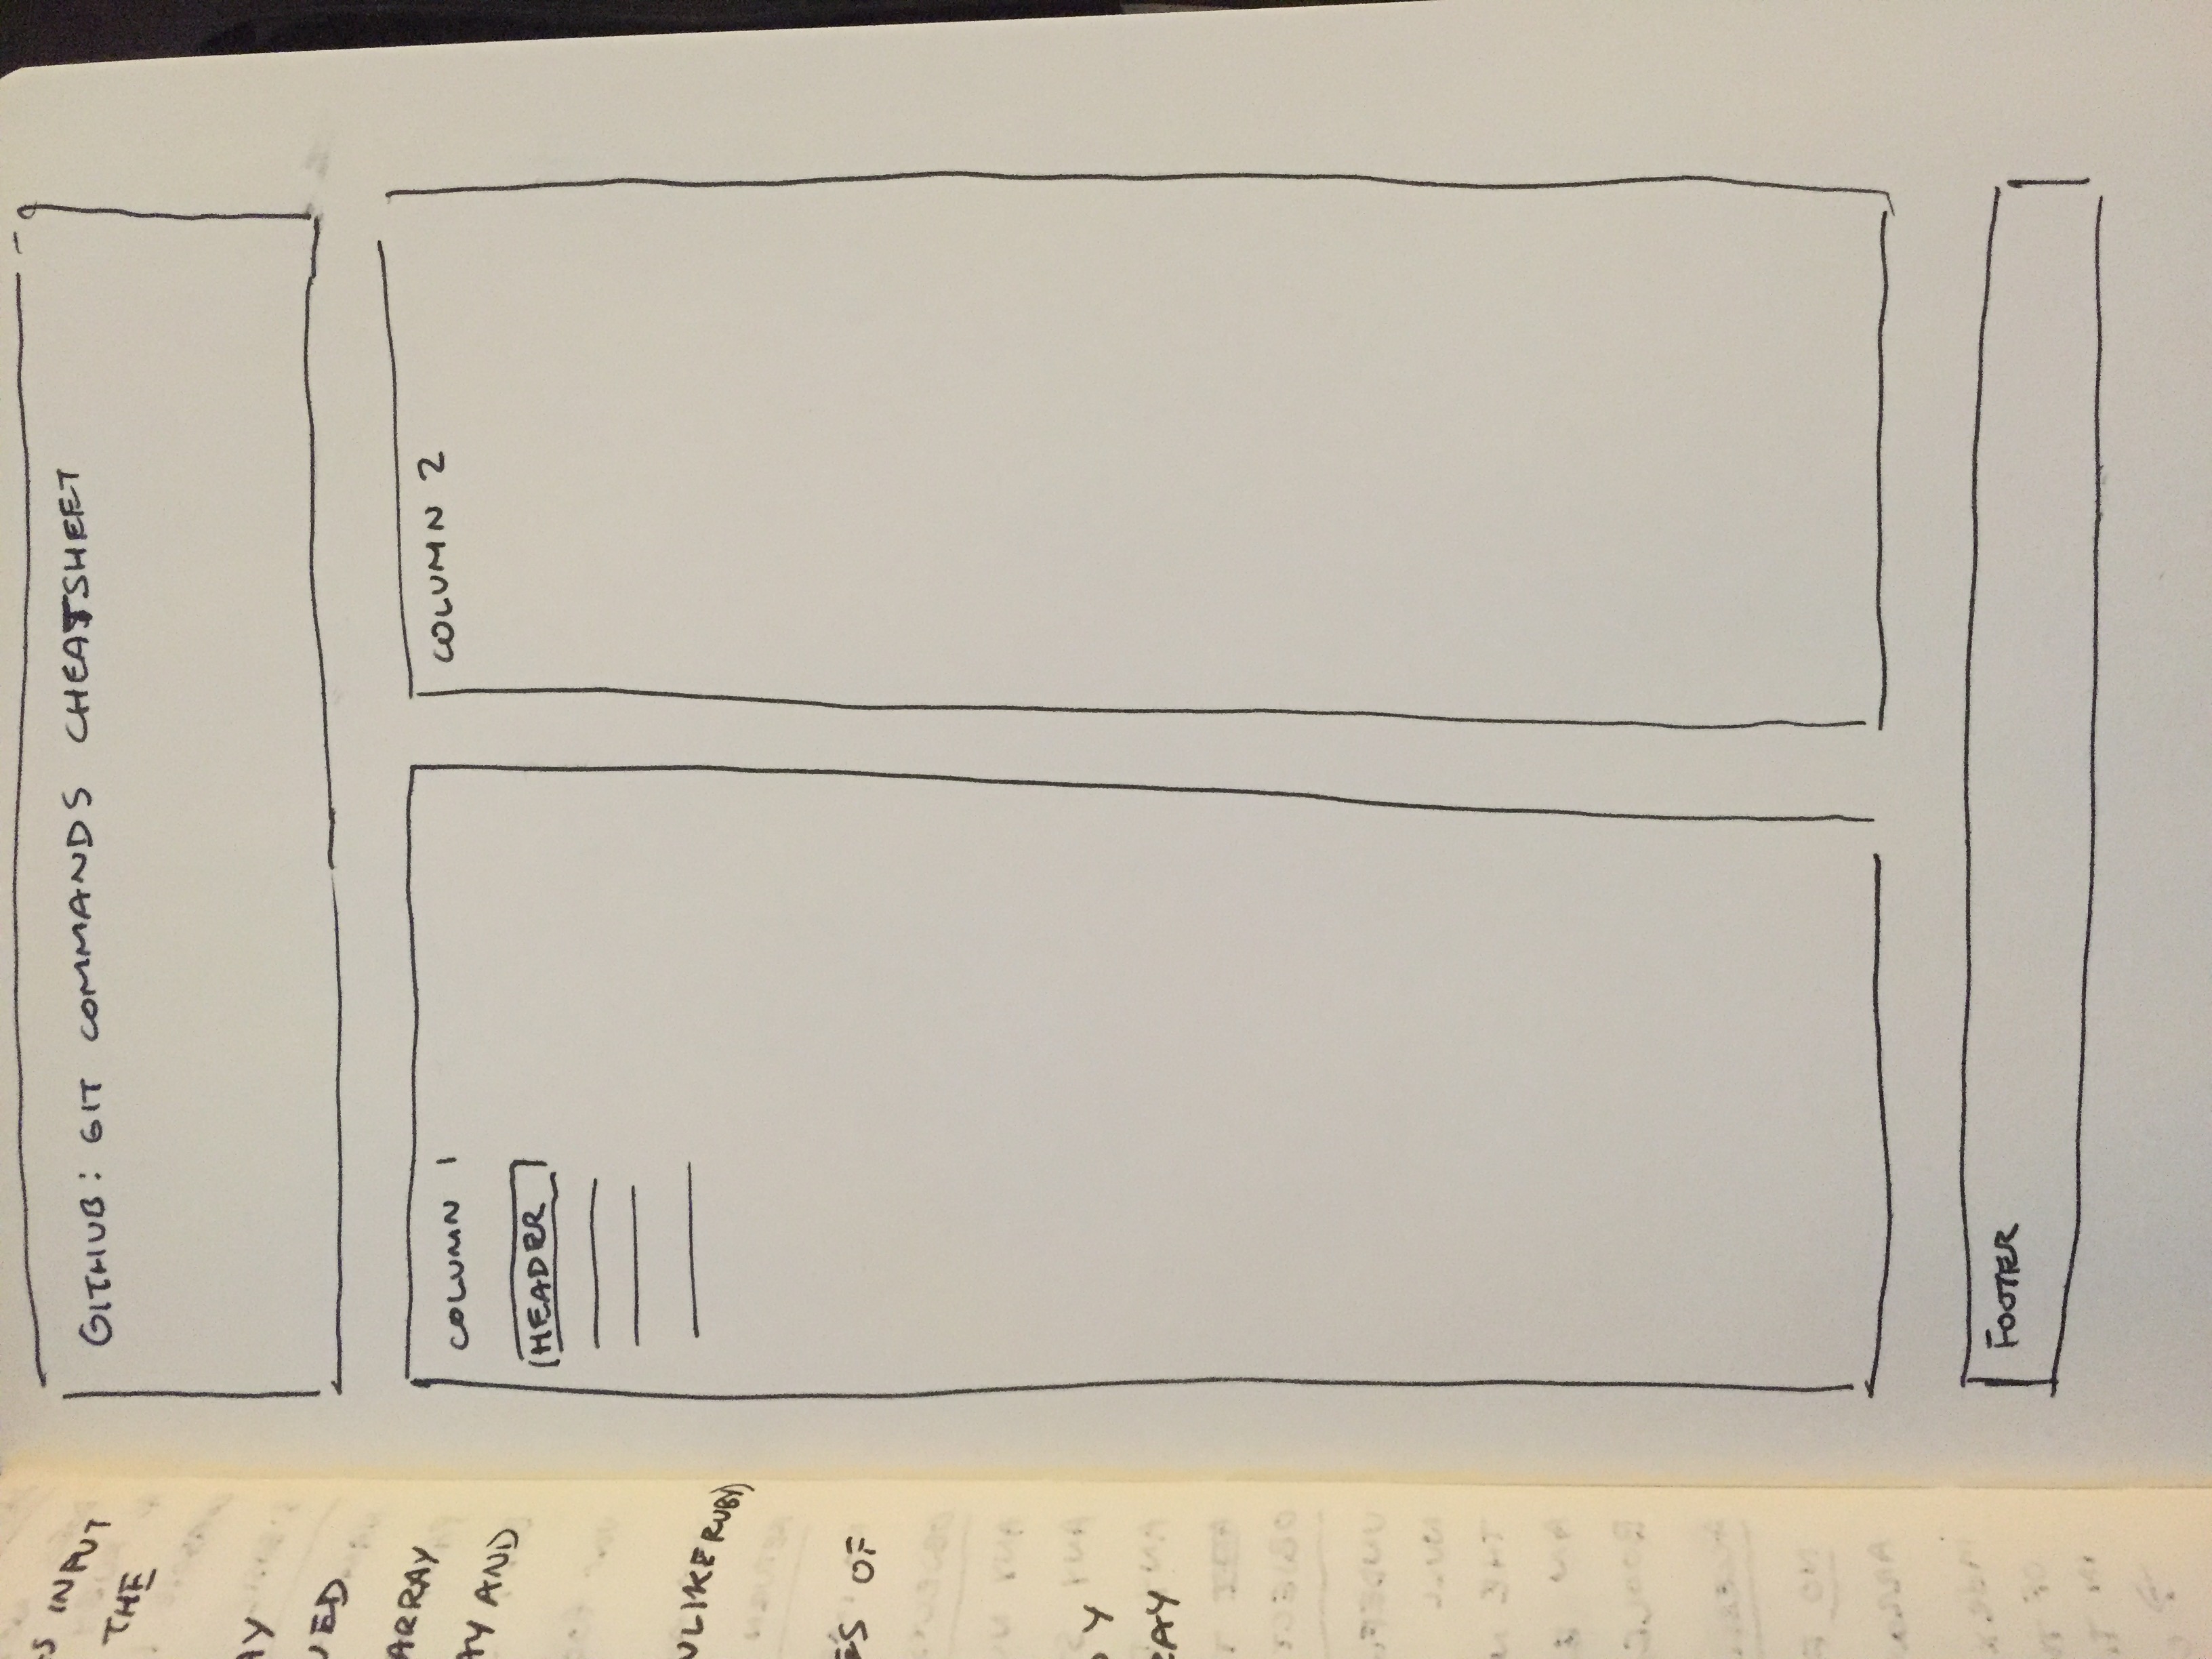 S INPUT
THE
AY
UED
ARRAY
AY AND
NLIKE RUBY)
ES OF
Y
RAY
GITHUB: GIT COMMANDS CHEATSHEET
COLUMN 1
HEADER
COLUMN 2
FOOTER